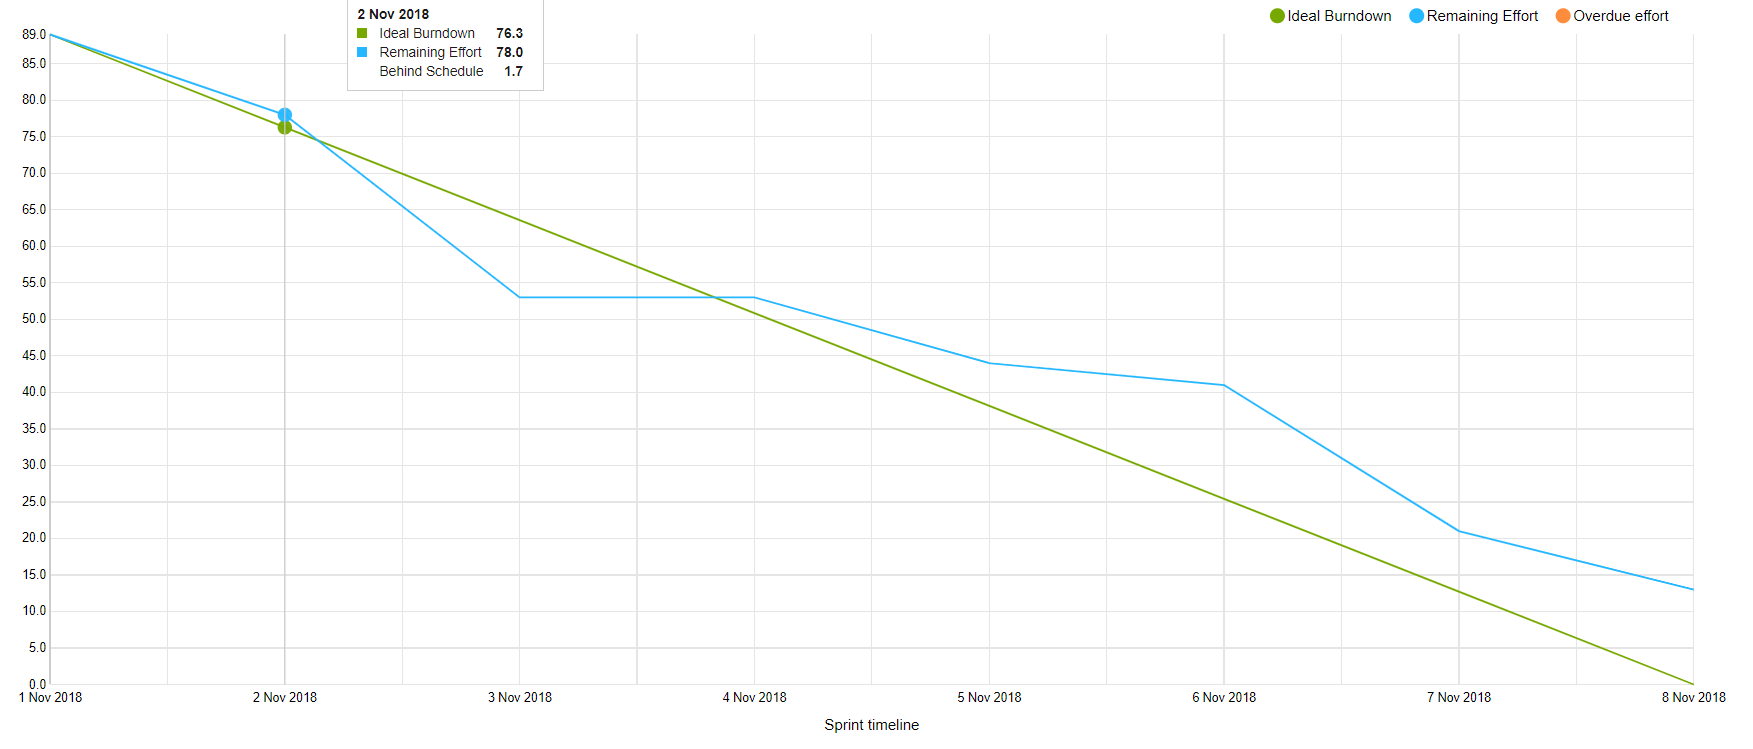 2 Nov 2018
Ideal Burndown 76.3
Remaining Effort 78.0
Behind Schedule 1.7
Ideal Burndown Remaining Effort Overdue effort
89.0
85.0
80.0
75.0
70.0
65.0
60.0
55.0
50.0
45.0
40.0
35.0
30.0
25.0
20.0
15.0
10.0
5.0
0.0
1 Nov 2018 2 Nov 2018 3 Nov 2018 4 Nov 2018 5 Nov 2018 6 Nov 2018 7 Nov 2018 8 Nov 2018
Sprint timeline